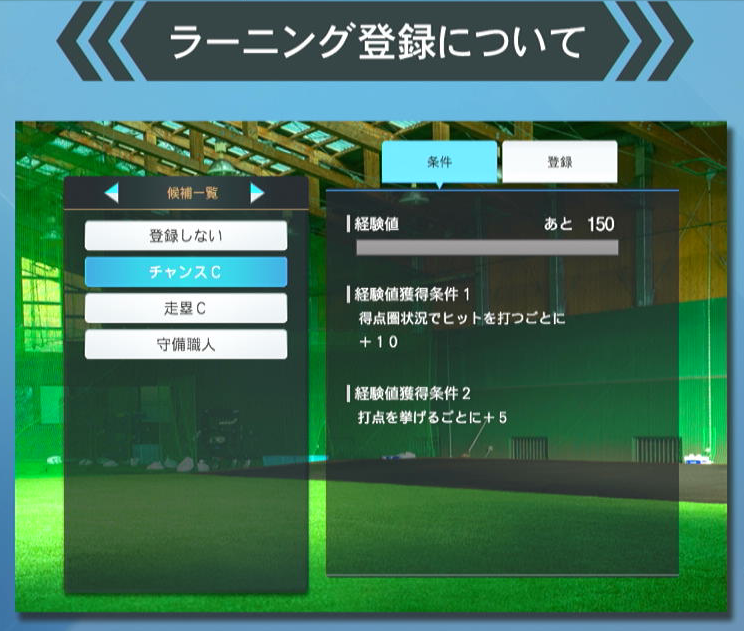 ラーニング登録について
候補一覧
登録しない
チャンスC
走塁C
守備職人
条件
登録
経験値 あと 150
経験値獲得条件1
得点圏状況でヒットを打つごとに
+10
経験値獲得条件2
打点を挙げるごとに+5